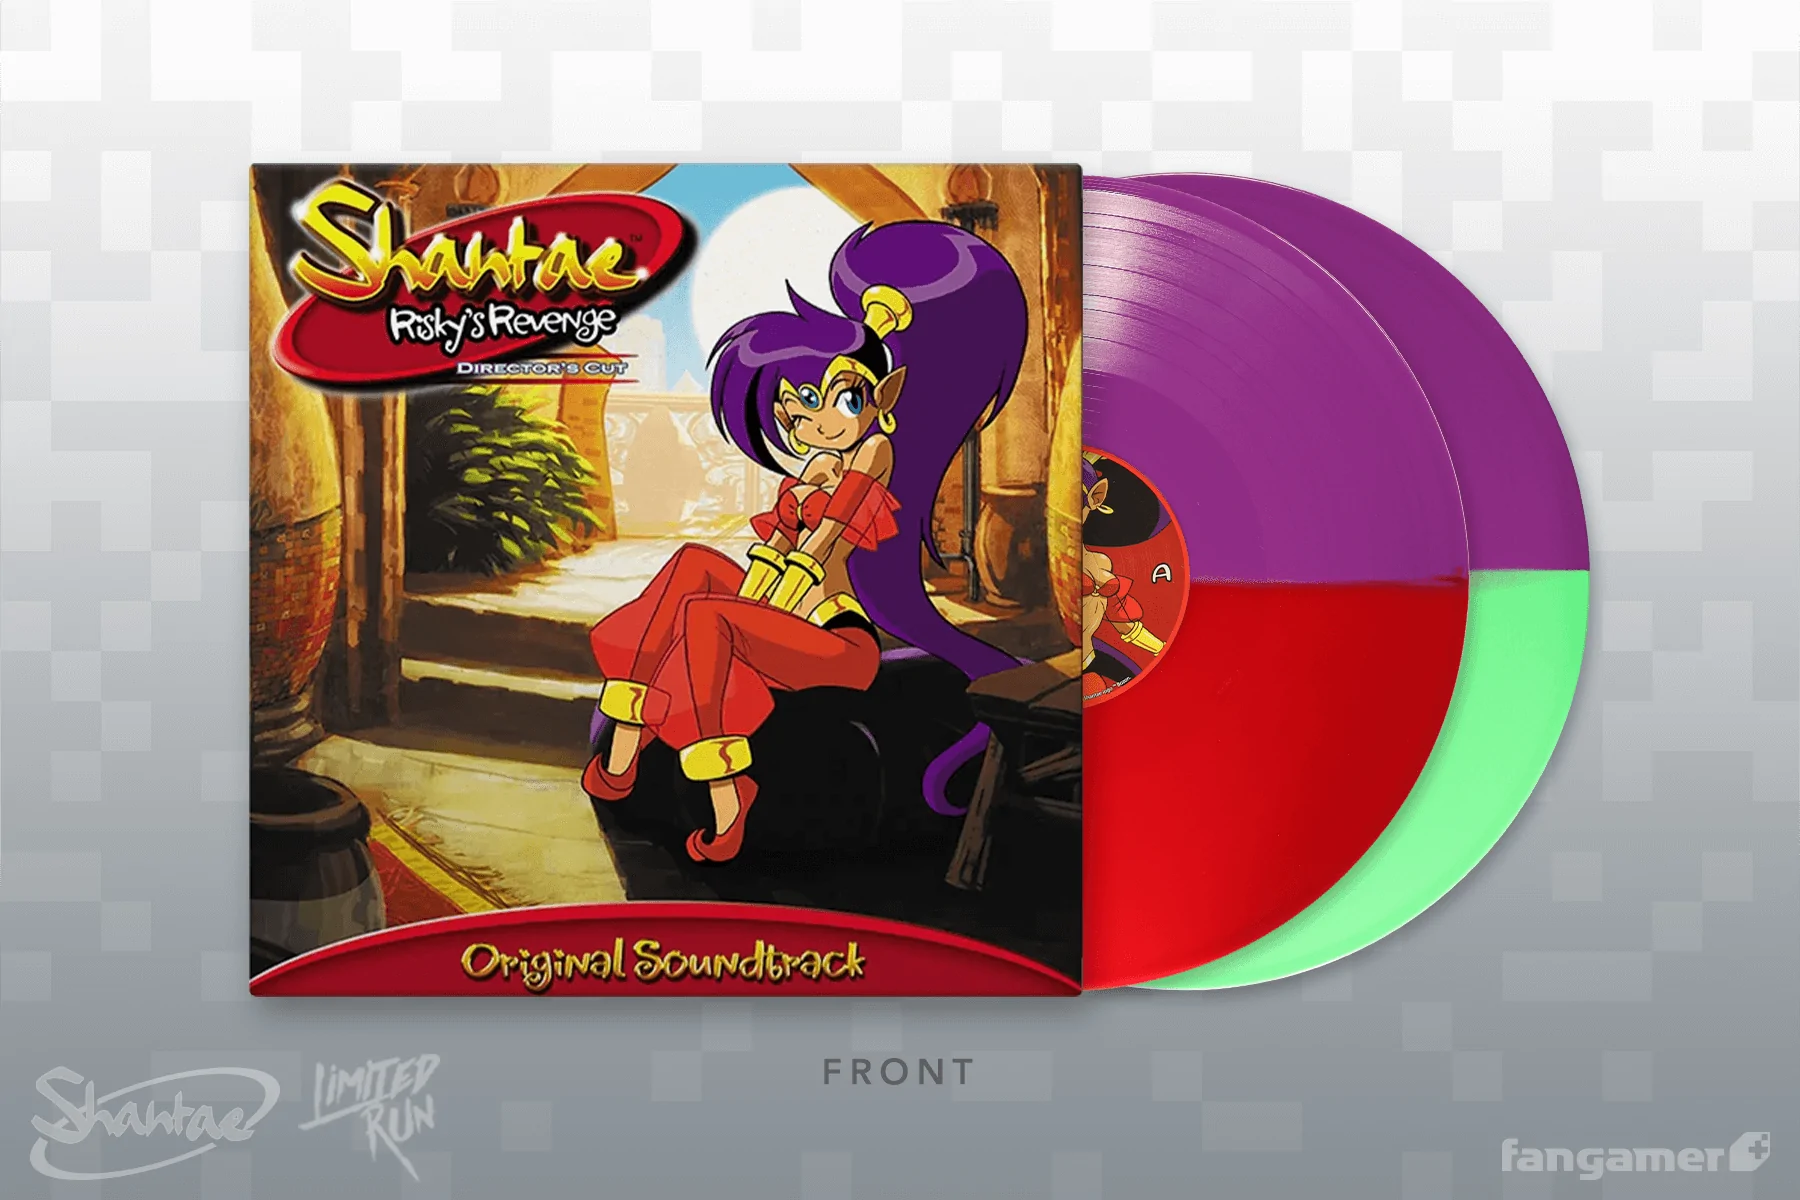 Shantae™
Risky's Revenge
DIRECTOR'S CUT
A
Original Soundtrack
FRONT
Shantae
LIMITED
RUN
fangamer